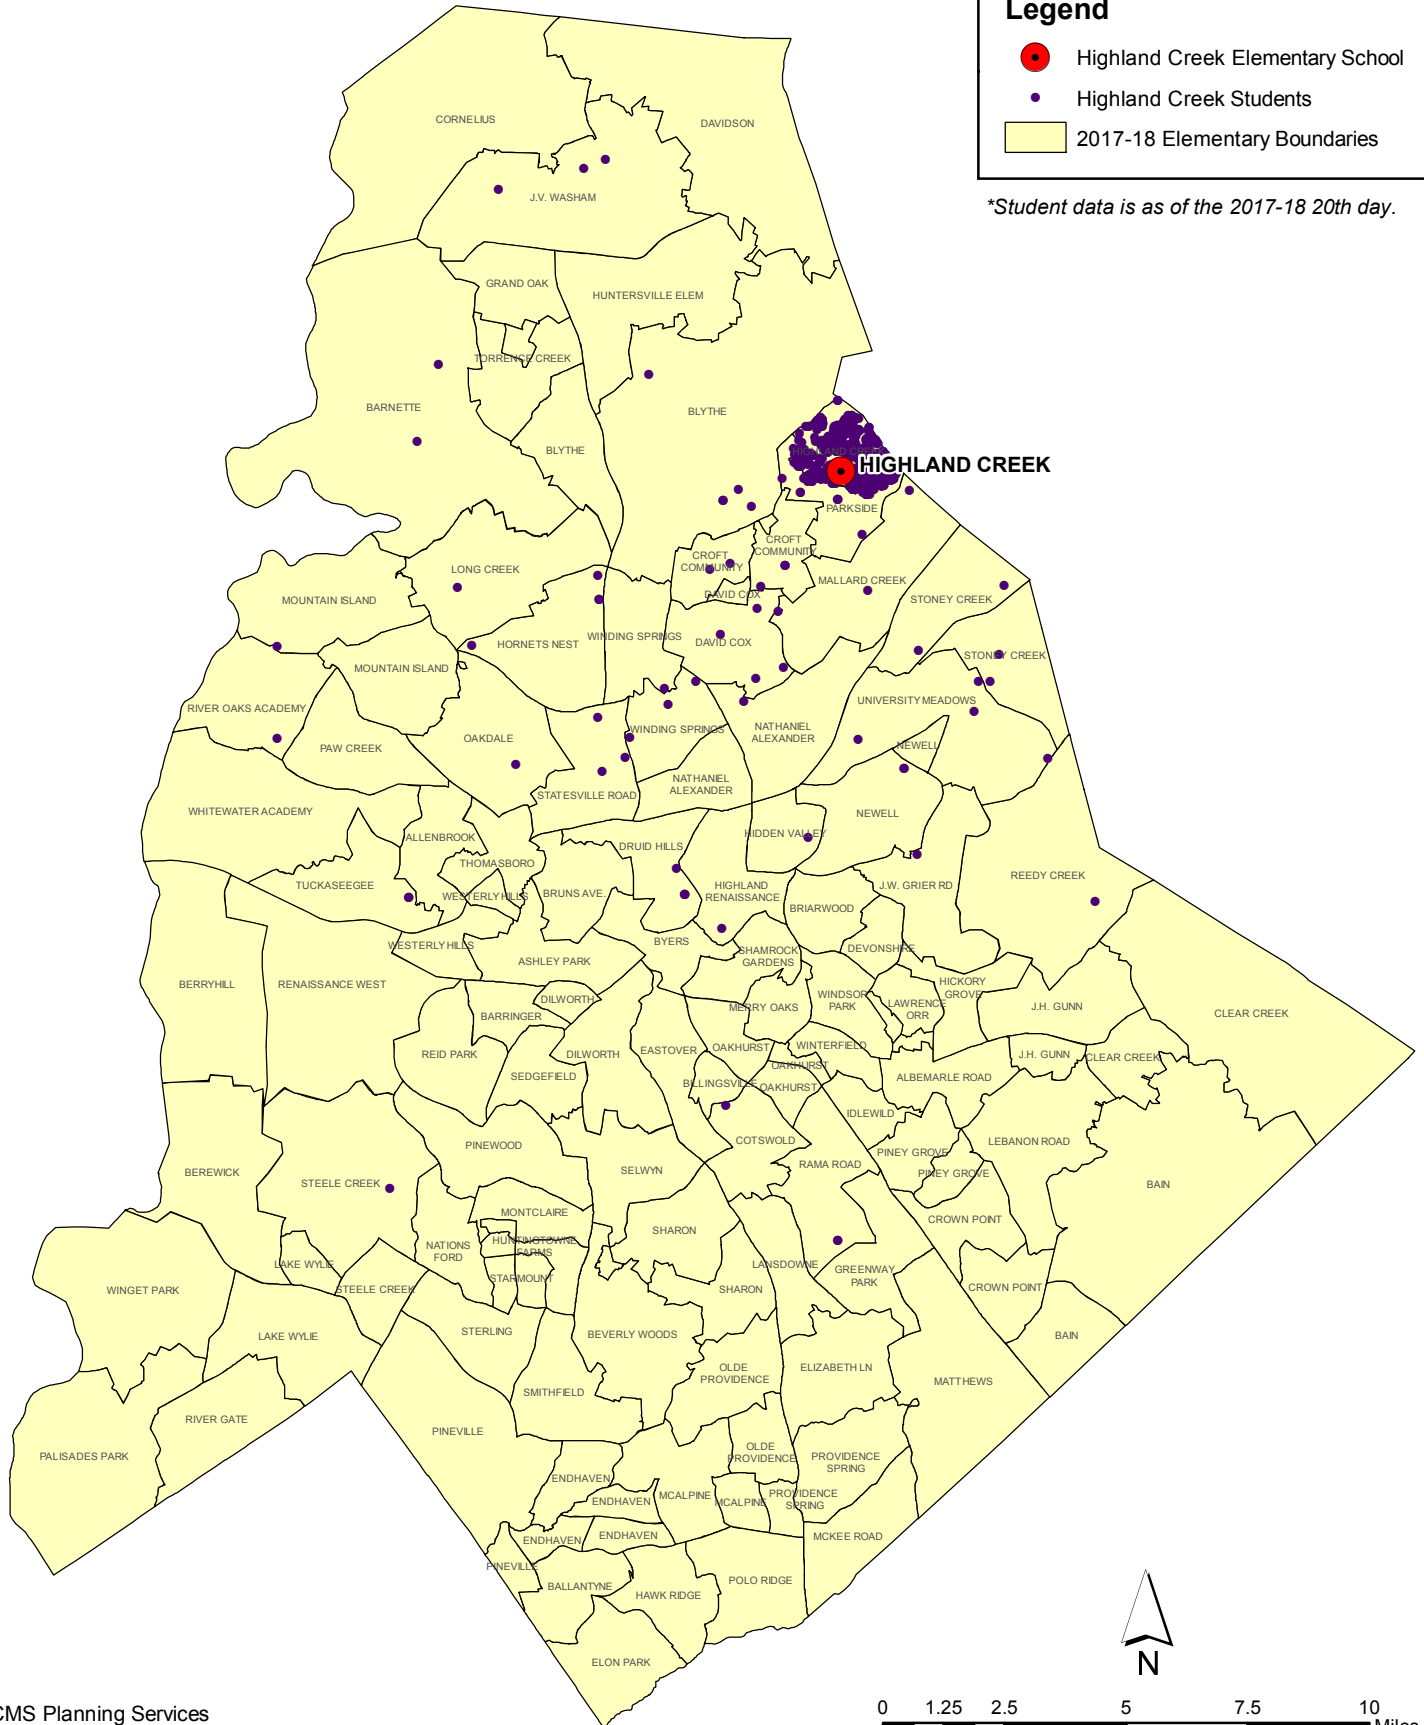 Legend
Highland Creek Elementary School
Highland Creek Students
2017-18 Elementary Boundaries
*Student data is as of the 2017-18 20th day.
CORNELIUS
DAVIDSON
J.V. WASHAM
GRAND OAK
HUNTERSVILLE ELEM
TORRENCE CREEK
BARNETTE
BLYTHE
BLYTHE
HIGHLAND CREEK
HIGHLAND CREEK
PARKSIDE
CROFT
COMMUNITY
CROFT
COMMUNITY
LONG CREEK
MALLARD CREEK
MOUNTAIN ISLAND
DAVID COX
STONEY CREEK
HORNETS NEST
WINDING SPRINGS
DAVID COX
STONEY CREEK
MOUNTAIN ISLAND
RIVER OAKS ACADEMY
UNIVERSITY MEADOWS
PAW CREEK
OAKDALE
WINDING SPRINGS
NATHANIEL
ALEXANDER
NEWELL
STATESVILLE ROAD
NATHANIEL
ALEXANDER
WHITEWATER ACADEMY
NEWELL
ALLENBROOK
DRUID HILLS
HIDDEN VALLEY
THOMASBORO
TUCKASEEGEE
WESTERLY HILLS
BRUNS AVE.
HIGHLAND
RENAISSANCE
J.W. GRIER RD
REEDY CREEK
BRIARWOOD
WESTERLY HILLS
BYERS
ASHLEY PARK
SHAMROCK
GARDENS
DEVONSHIRE
BERRYHILL
RENAISSANCE WEST
DILWORTH
BARRINGER
MERRY OAKS
WINDSOR
PARK
LAWRENCE
ORR
HICKORY
GROVE
J.H. GUNN
CLEAR CREEK
REID PARK
DILWORTH
EASTOVER
OAKHURST
WINTERFIELD
J.H. GUNN
CLEAR CREEK
SEDGEFIELD
OAKHURST
ALBEMARLE ROAD
BILLINGSVILLE
OAKHURST
IDLEWILD
PINEWOOD
COTSWOLD
LEBANON ROAD
PINEY GROVE
BEREWICK
STEELE CREEK
SELWYN
RAMA ROAD
PINEY GROVE
BAIN
MONTCLAIRE
CROWN POINT
SHARON
NATIONS
FORD
HUNTINGTOWNE
FARMS
LAKE WYLIE
LANSDOWNE
GREENWAY
PARK
STARMOUNT
WINGET PARK
STEELE CREEK
SHARON
CROWN POINT
LAKE WYLIE
STERLING
BEVERLY WOODS
BAIN
OLDE
PROVIDENCE
ELIZABETH LN
MATTHEWS
SMITHFIELD
RIVER GATE
PINEVILLE
PALISADES PARK
OLDE
PROVIDENCE
PROVIDENCE
SPRING
ENDHAVEN
ENDHAVEN
MCALPINE
MCALPINE
PROVIDENCE
SPRING
ENDHAVEN
ENDHAVEN
MCKEE ROAD
PINEVILLE
BALLANTYNE
HAWK RIDGE
POLO RIDGE
ELON PARK
N
CMS Planning Services
0 1.25 2.5 5 7.5 10
Miles